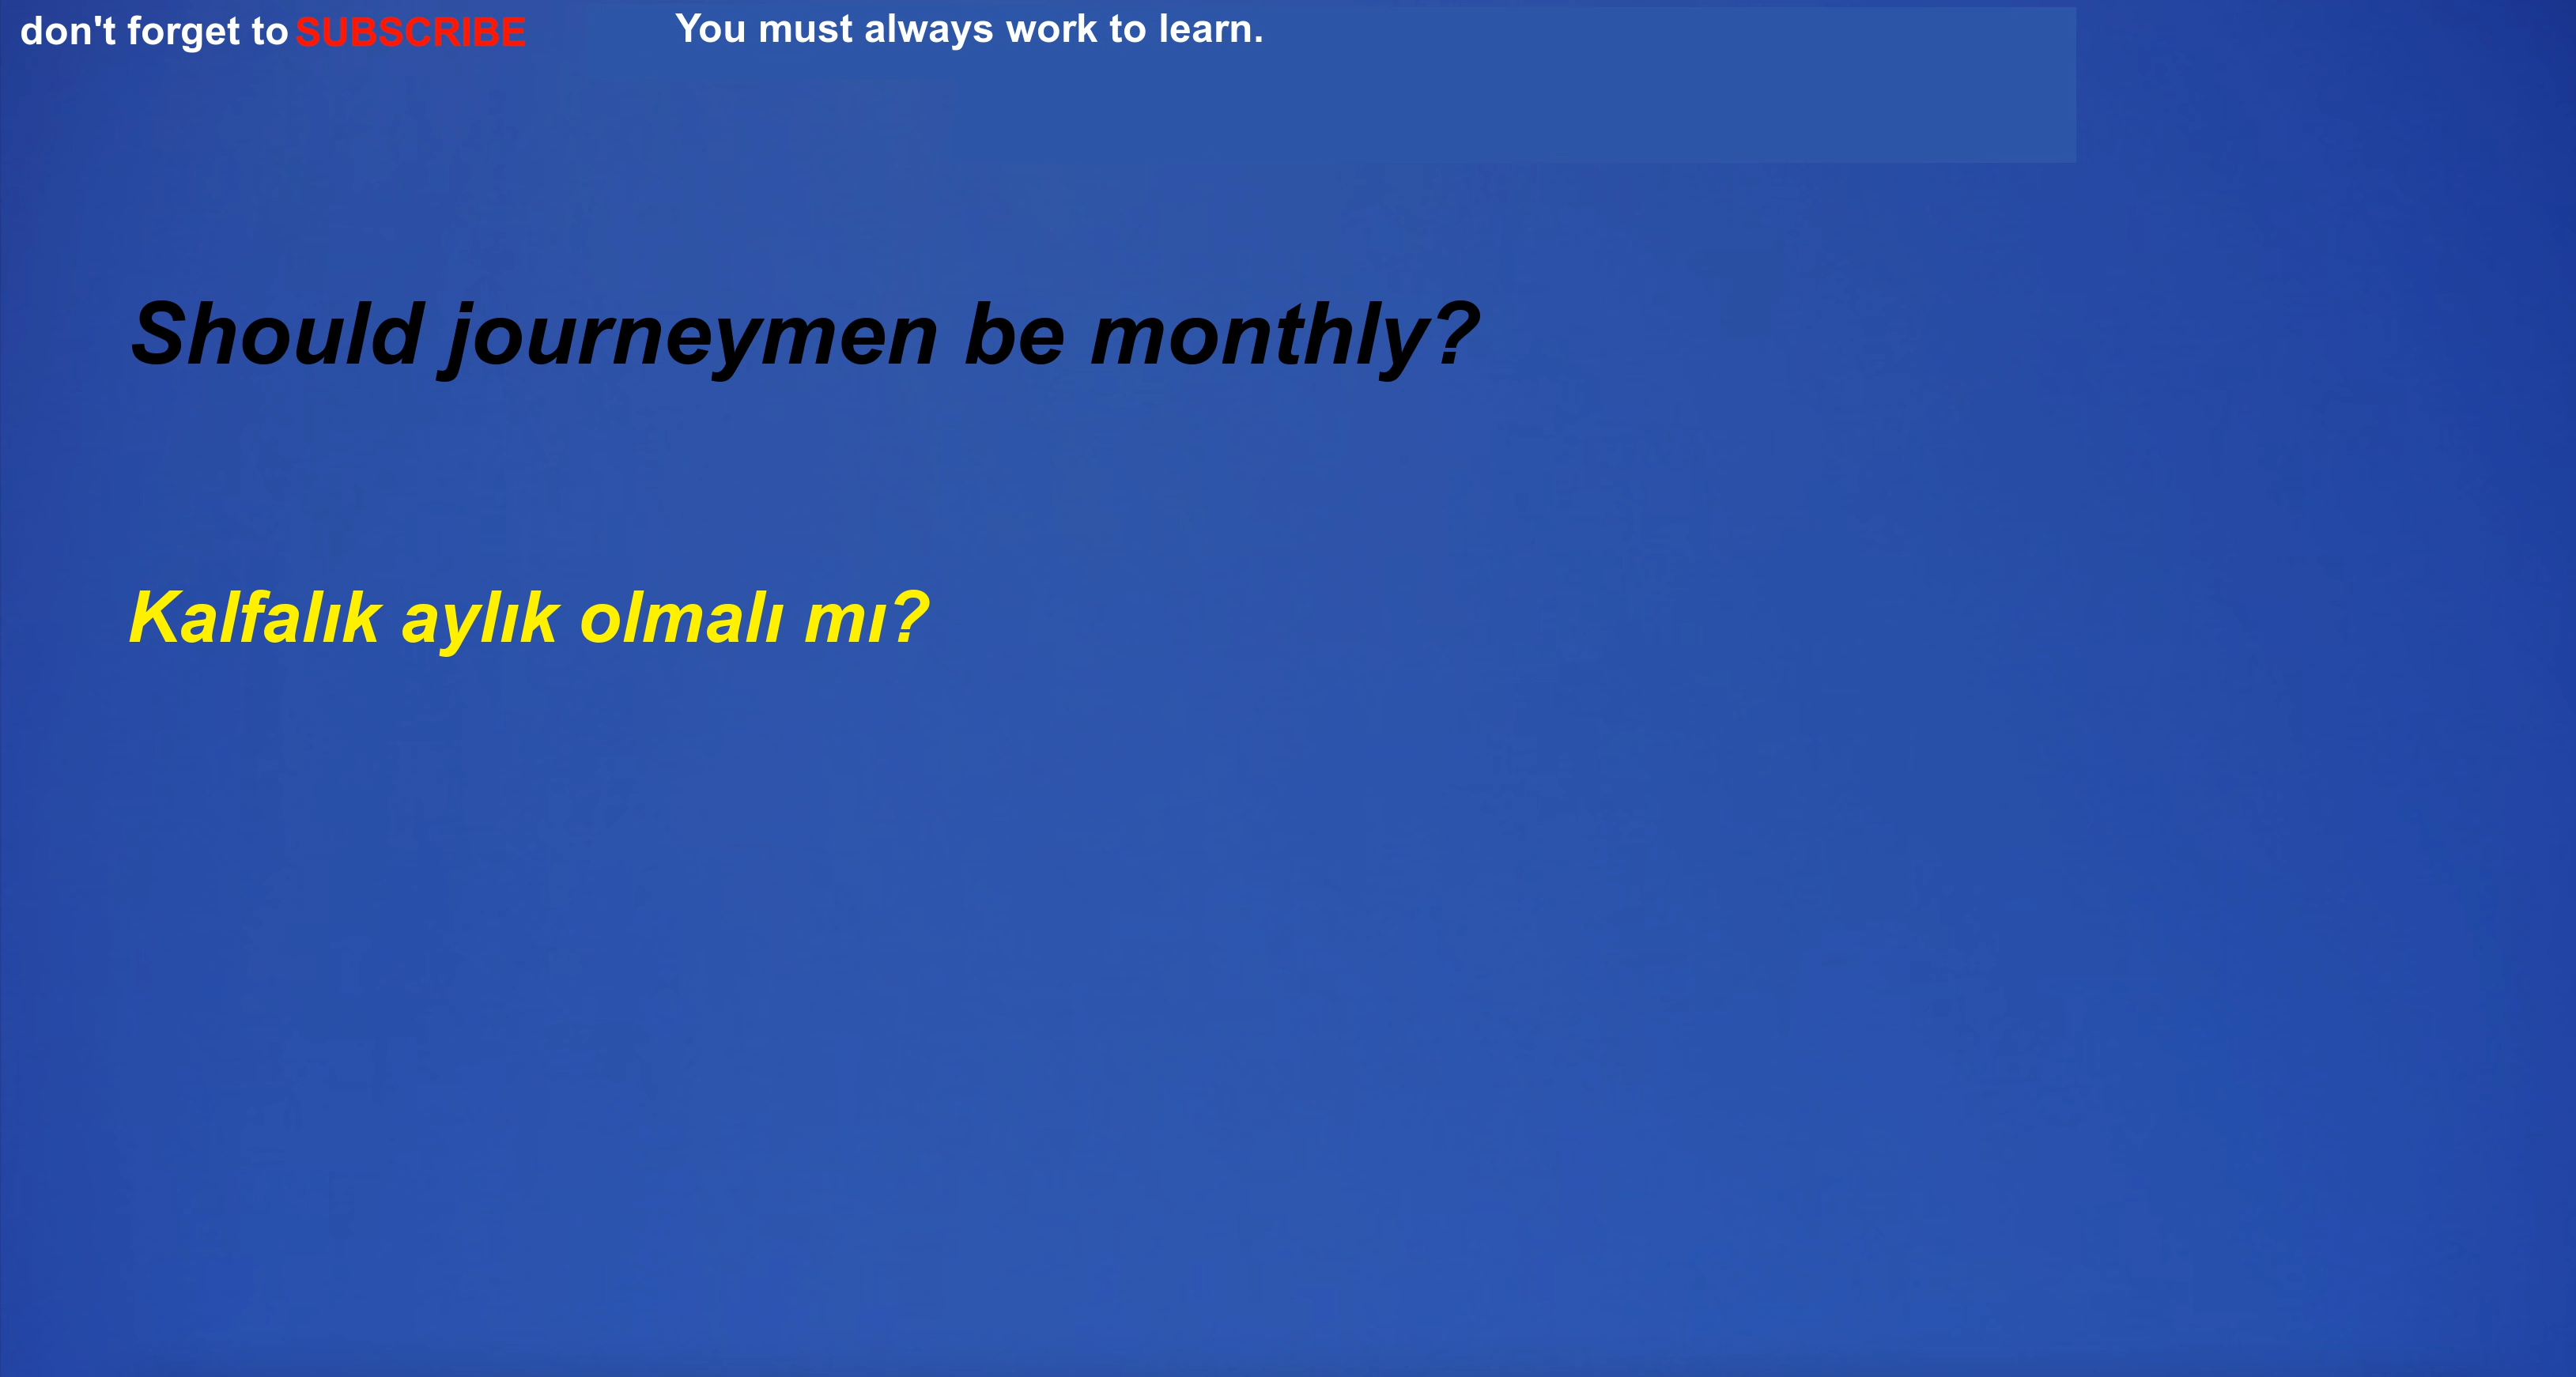 don't forget to SUBSCRIBE
You must always work to learn.
Should journeymen be monthly?
Kalfalık aylık olmalı mı?